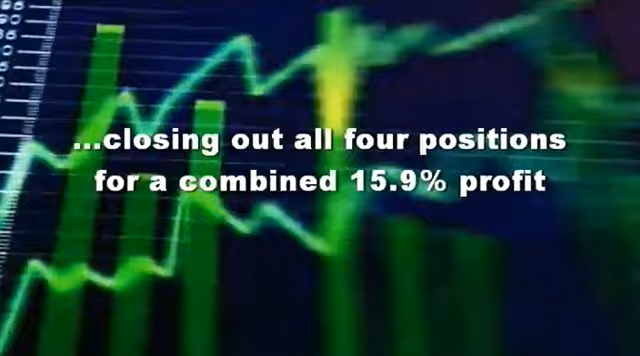 ...closing out all four positions
for a combined 15.9% profit